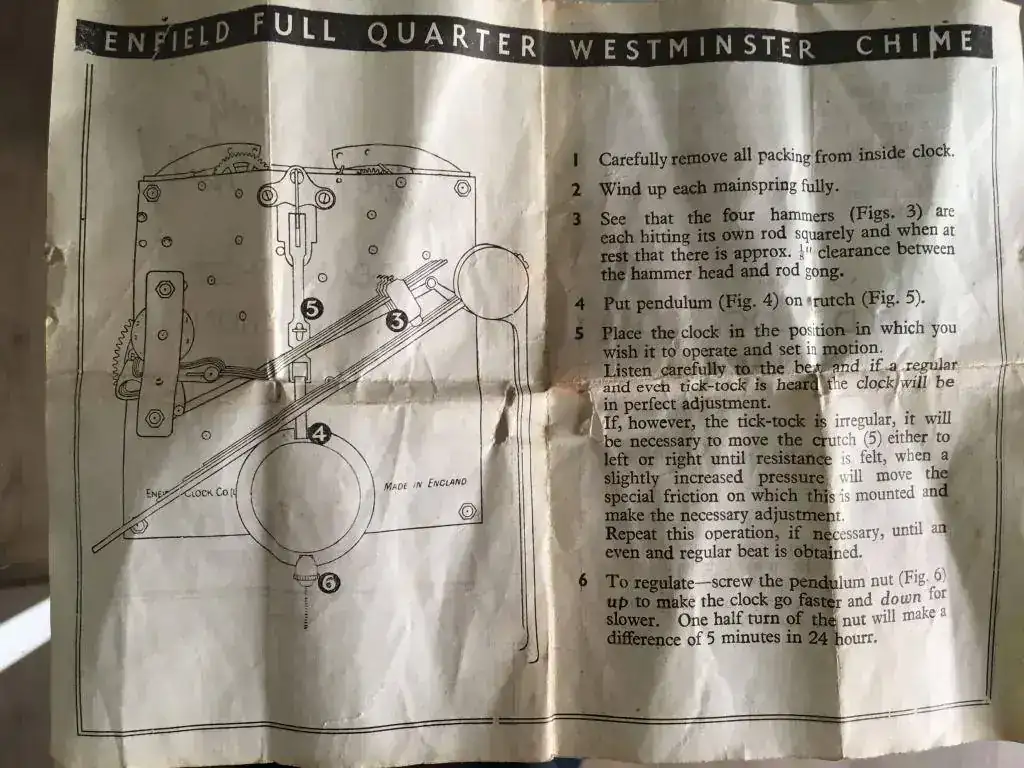 ENFIELD FULL QUARTER WESTMINSTER CHIME
1 Carefully remove all packing from inside clock.
2 Wind up each mainspring fully.
3 See that the four hammers (Figs. 3) are
each hitting its own rod squarely and when at
rest that there is approx. ⅛" clearance between
the hammer head and rod gong.
4 Put pendulum (Fig. 4) on rutch (Fig. 5).
5 Place the clock in the position in which you
wish it to operate and set in motion.
Listen carefully to the beat and if a regular
and even tick-tock is heard the clock will be
in perfect adjustment.
If, however, the tick-tock is irregular, it will
be necessary to move the crutch (5) either to
left or right until resistance is felt, when a
slightly increased pressure will move the
special friction on which this is mounted and
make the necessary adjustment.
Repeat this operation, if necessary, until an
even and regular beat is obtained.
6 To regulate—screw the pendulum nut (Fig. 6)
up to make the clock go faster and down for
slower. One half turn of the nut will make a
difference of 5 minutes in 24 hourr.
5
3
4
CLOCK CO
MADE IN ENGLAND
6